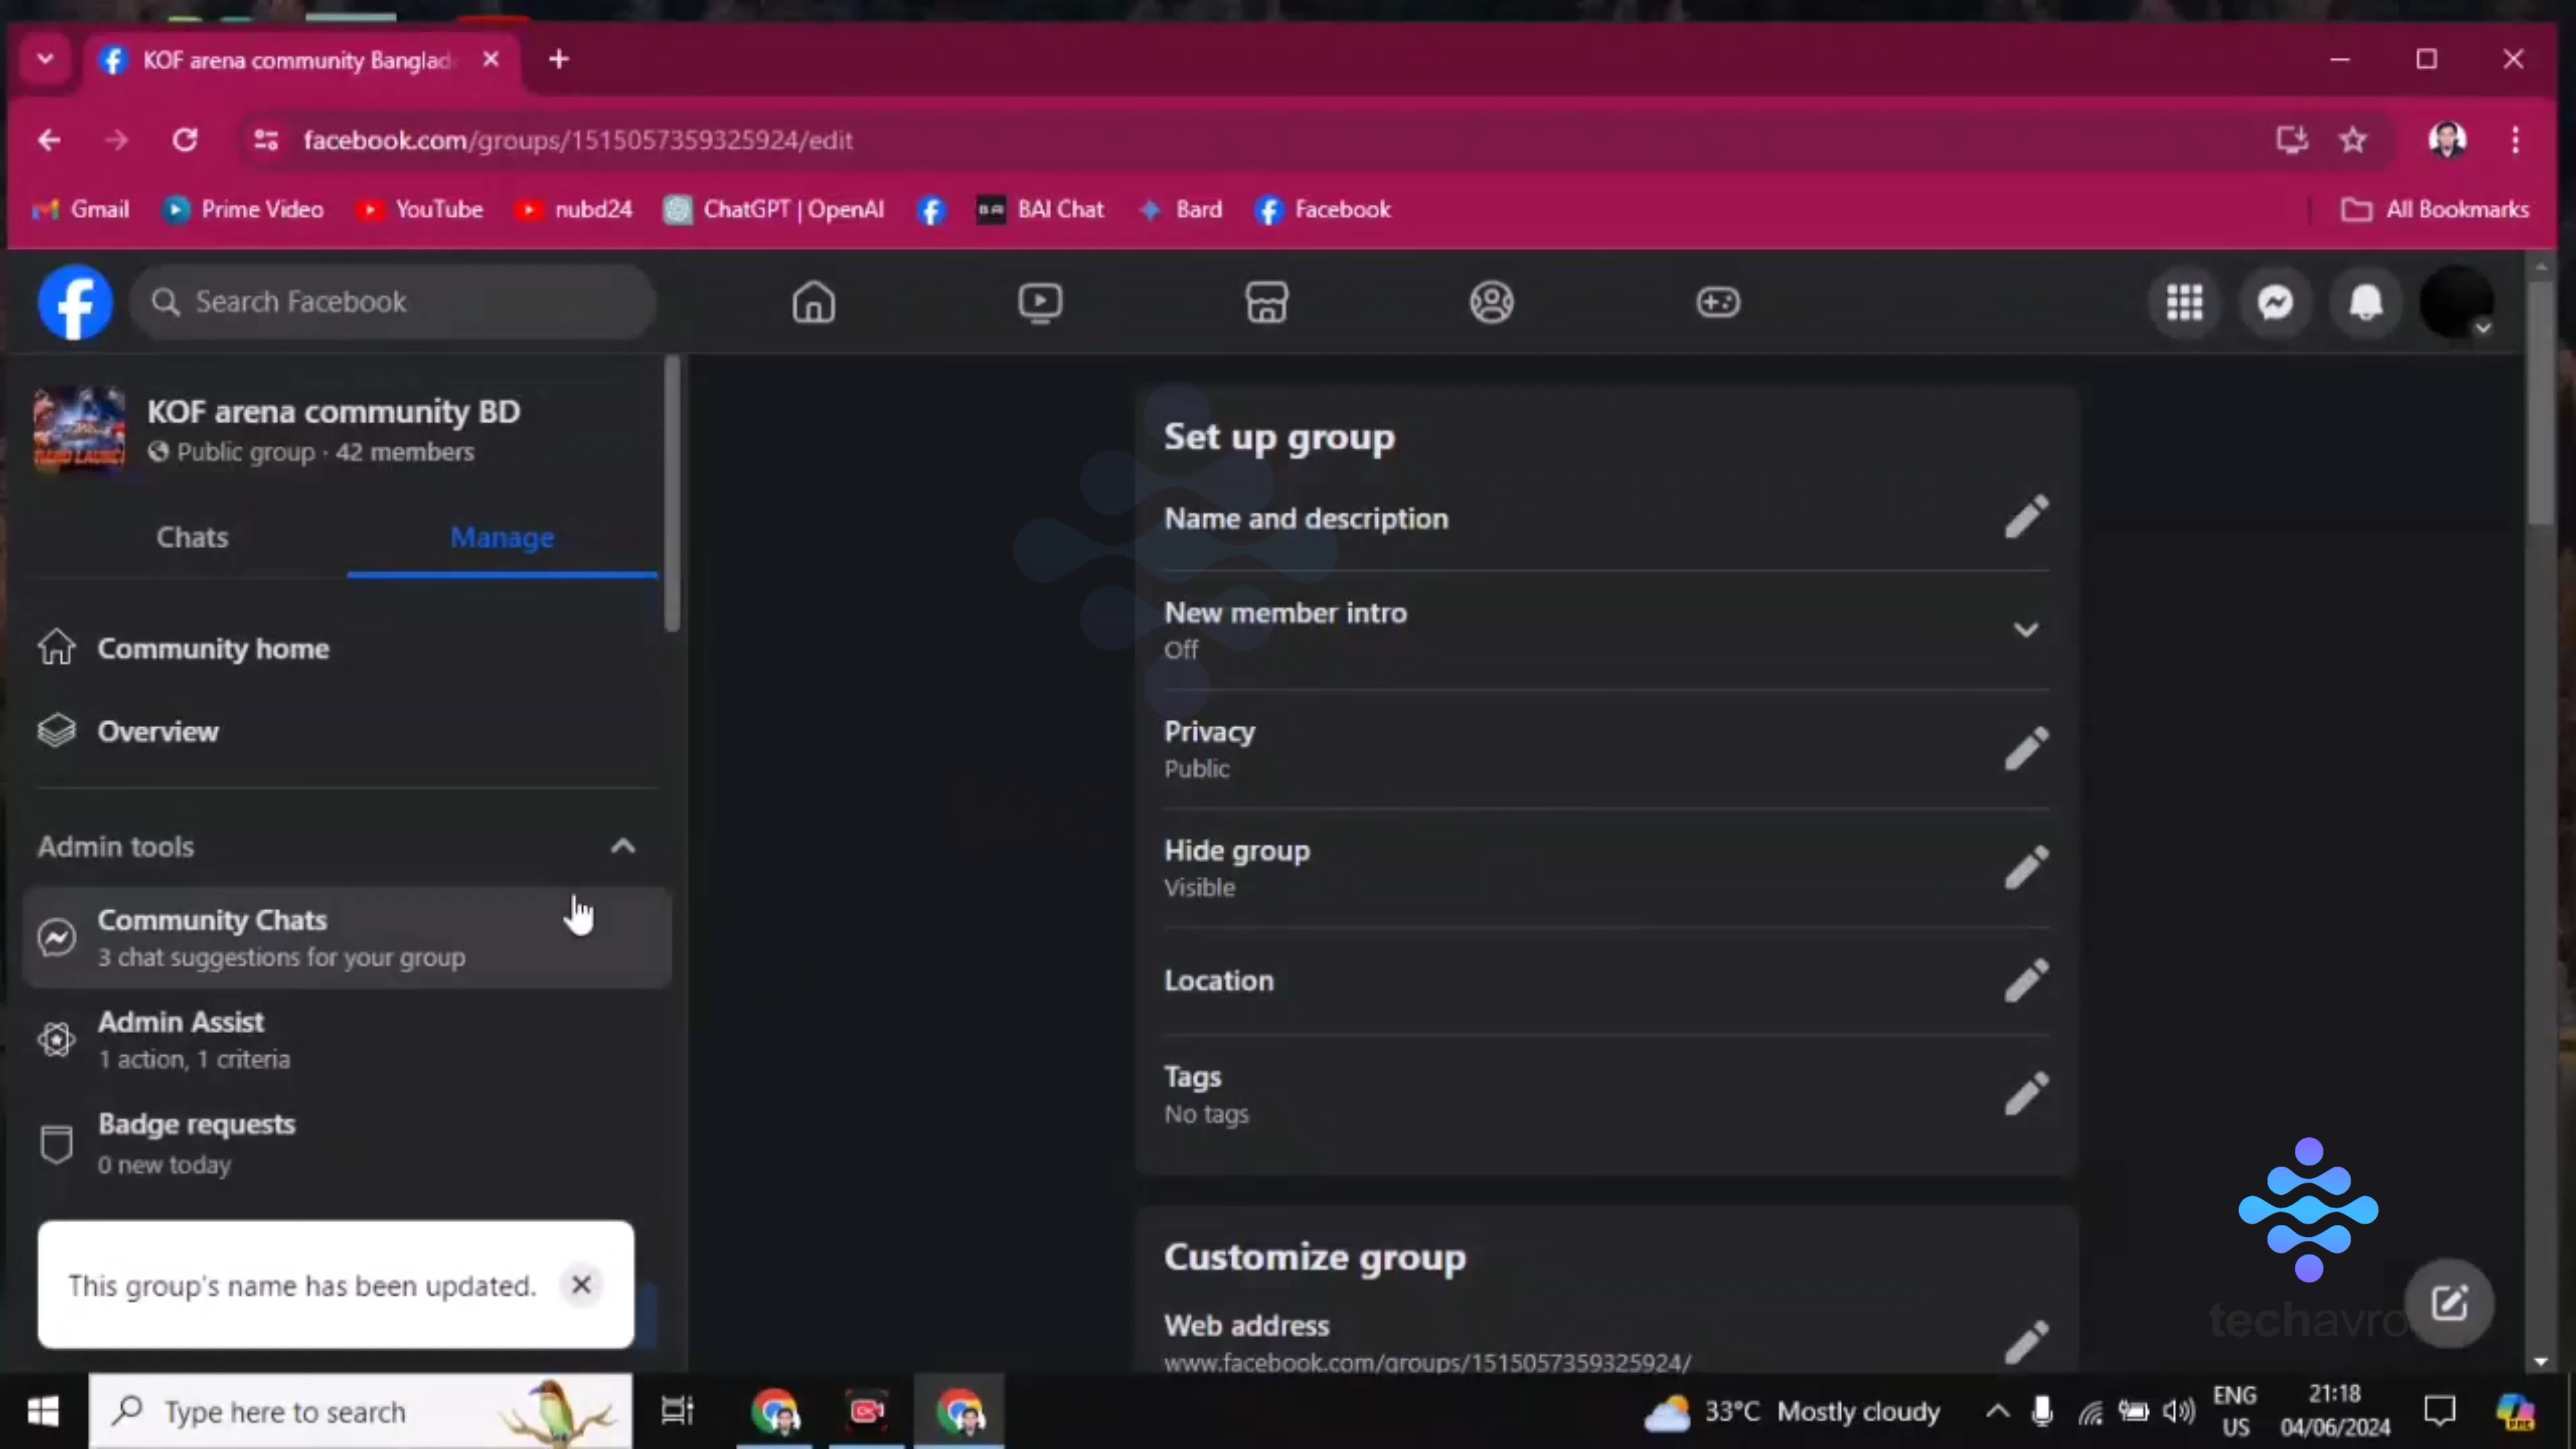 KOF arena community Banglad
facebook.com/groups/1515057359325924/edit
Gmail
Prime Video
YouTube
nubd24
ChatGPT | OpenAI
BAI
BAI Chat
Bard
Facebook
All Bookmarks
Search Facebook
KOF arena community BD
Public group · 42 members
Chats
Manage
Community home
Overview
Admin tools
Community Chats
3 chat suggestions for your group
Admin Assist
1 action, 1 criteria
Badge requests
0 new today
This group's name has been updated.
Set up group
Name and description
New member intro
Off
Privacy
Public
Hide group
Visible
Location
Tags
No tags
Customize group
Web address
www.facebook.com/groups/1515057359325924/
techavro
Type here to search
33°C Mostly cloudy
ENG
US
21:18
04/06/2024